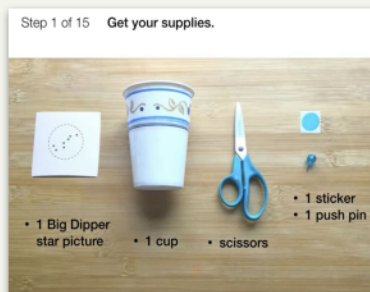 Step 1 of 15 Get your supplies.
• 1 Big Dipper
star picture
• 1 cup
• scissors
• 1 sticker
• 1 push pin